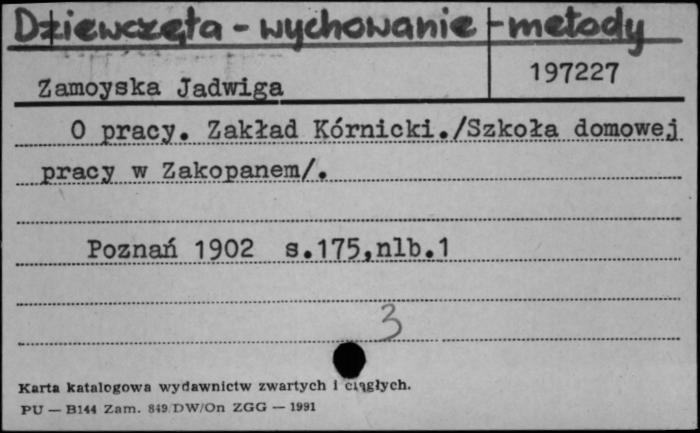 Dziewczęta - wychowanie - metody
Zamoyska Jadwiga
197227
O pracy. Zakład Kórnicki./Szkoła domowej
pracy w Zakopanem/.
Poznań 1902 s.175,nlb.1
3
Karta katalogowa wydawnictw zwartych i ciągłych.
PU — B144 Zam. 849/DW/On ZGG — 1991